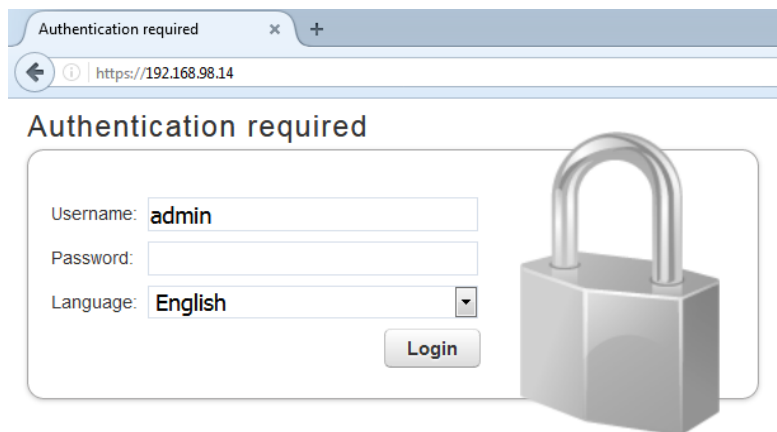 Authentication required × +
https://192.168.98.14
Authentication required
Username: admin
Password:
Language: English
Login